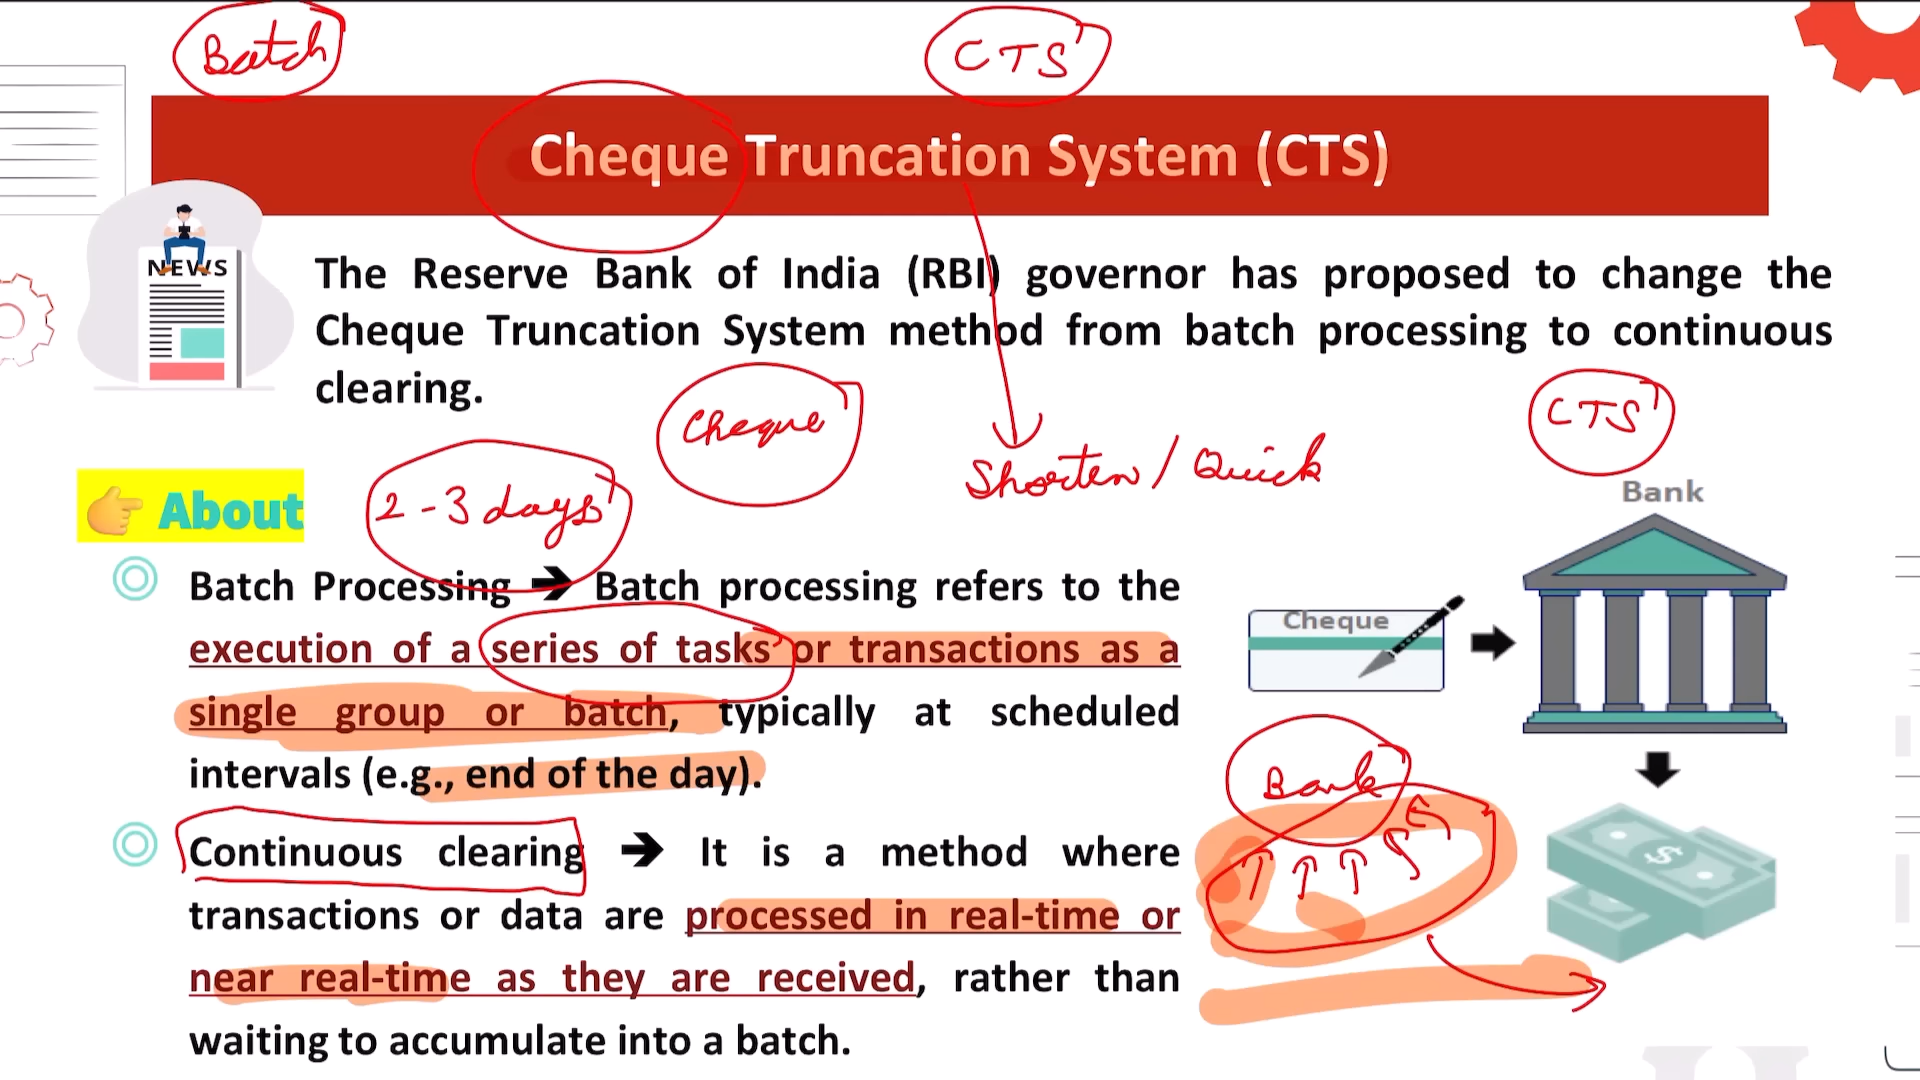 Batch
CTS
Cheque Truncation System (CTS)
NEWS
The Reserve Bank of India (RBI) governor has proposed to change the
Cheque Truncation System method from batch processing to continuous
clearing.
Cheque
CTS
Shorten / Quick
2-3 days
Bank
About
Batch Processing → Batch processing refers to the
execution of a series of tasks or transactions as a
single group or batch, typically at scheduled
intervals (e.g., end of the day).
Cheque
Bank
Continuous clearing → It is a method where
transactions or data are processed in real-time or
near real-time as they are received, rather than
waiting to accumulate into a batch.